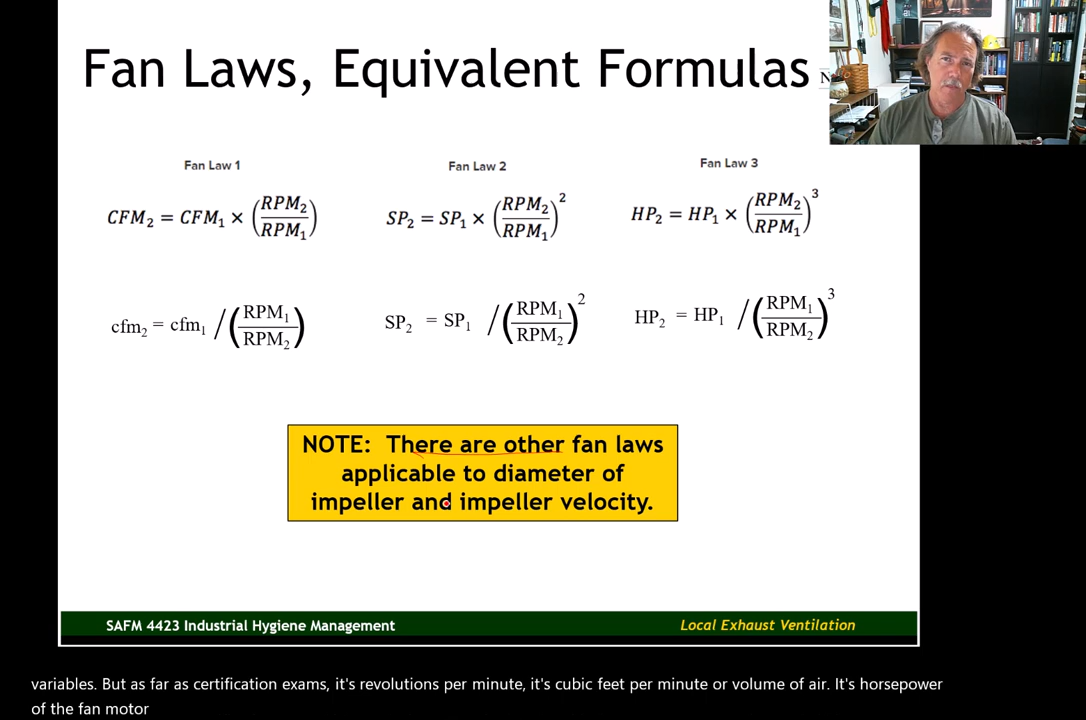 Fan Laws, Equivalent Formulas
N
Fan Law 1
Fan Law 2
Fan Law 3
CFM₂ = CFM₁ × (RPM₂/RPM₁)
SP₂ = SP₁ × (RPM₂/RPM₁)²
HP₂ = HP₁ × (RPM₂/RPM₁)³
cfm₂ = cfm₁ /(RPM₁/RPM₂)
SP₂ = SP₁ /(RPM₁/RPM₂)²
HP₂ = HP₁ /(RPM₁/RPM₂)³
NOTE: There are other fan laws
applicable to diameter of
impeller and impeller velocity.
SAFM 4423 Industrial Hygiene Management
Local Exhaust Ventilation
variables. But as far as certification exams, it's revolutions per minute, it's cubic feet per minute or volume of air. It's horsepower
of the fan motor